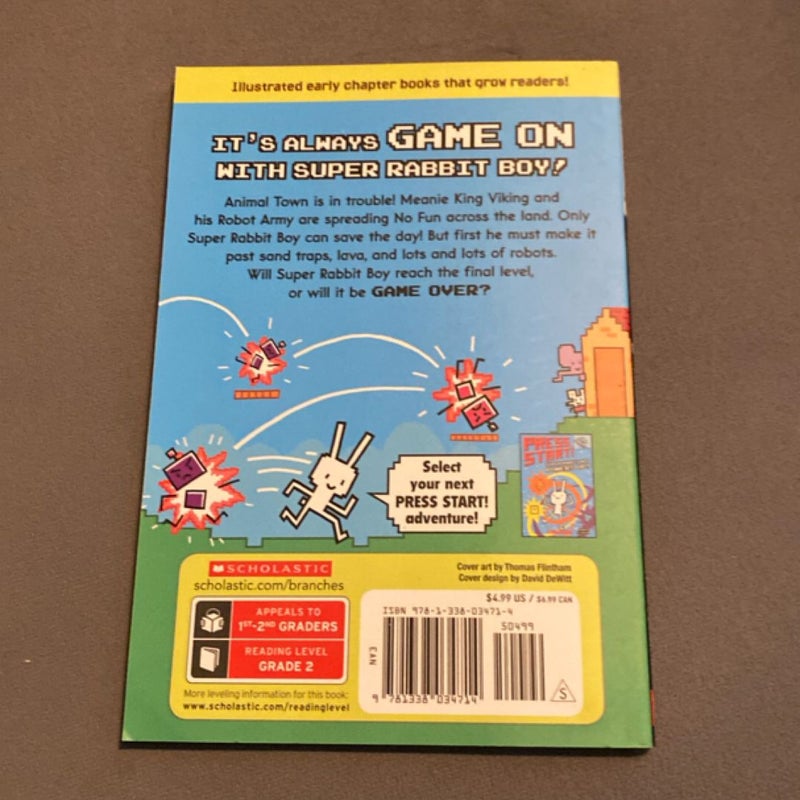 Illustrated early chapter books that grow readers!
IT'S ALWAYS GAME ON
WITH SUPER RABBIT BOY!
Animal Town is in trouble! Meanie King Viking and
his Robot Army are spreading No Fun across the land. Only
Super Rabbit Boy can save the day! But first he must make it
past sand traps, lava, and lots and lots of robots.
Will Super Rabbit Boy reach the final level,
or will it be GAME OVER?
Select
your next
PRESS START!
adventure!
PRESS
START!
SCHOLASTIC
scholastic.com/branches
APPEALS TO
1ST-2ND GRADERS
READING LEVEL
GRADE 2
More leveling information for this book:
www.scholastic.com/readinglevel
Cover art by Thomas Flintham
Cover design by David DeWitt
$4.99 US / $6.99 CAN
ISBN 978-1-338-03471-4
50499
EAN
9 781338 034714
S